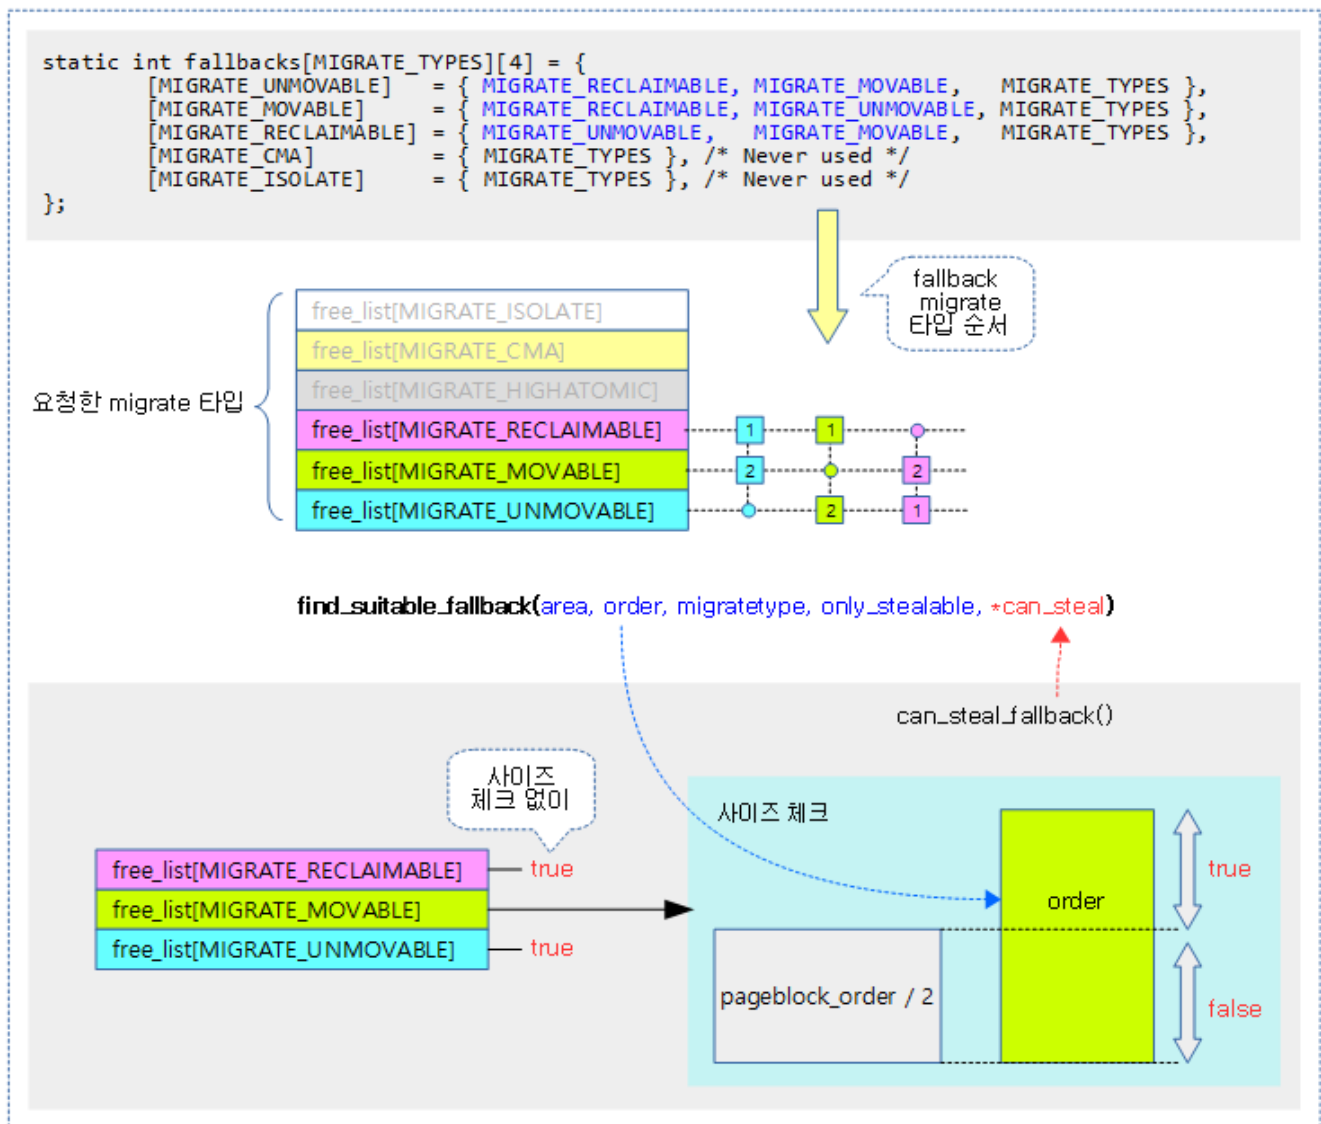 static int fallbacks[MIGRATE_TYPES][4] = {
[MIGRATE_UNMOVABLE] = { MIGRATE_RECLAIMABLE, MIGRATE_MOVABLE, MIGRATE_TYPES },
[MIGRATE_MOVABLE] = { MIGRATE_RECLAIMABLE, MIGRATE_UNMOVABLE, MIGRATE_TYPES },
[MIGRATE_RECLAIMABLE] = { MIGRATE_UNMOVABLE, MIGRATE_MOVABLE, MIGRATE_TYPES },
[MIGRATE_CMA] = { MIGRATE_TYPES }, /* Never used */
[MIGRATE_ISOLATE] = { MIGRATE_TYPES }, /* Never used */
};
fallback
migrate
타입 순서
요청한 migrate 타입
free_list[MIGRATE_ISOLATE]
free_list[MIGRATE_CMA]
free_list[MIGRATE_HIGHATOMIC]
free_list[MIGRATE_RECLAIMABLE] 1 1
free_list[MIGRATE_MOVABLE] 2 2
free_list[MIGRATE_UNMOVABLE] 2 1
find_suitable_fallback(area, order, migratetype, only_stealable, *can_steal)
can_steal_fallback()
사이즈
체크 없이
free_list[MIGRATE_RECLAIMABLE] true
free_list[MIGRATE_MOVABLE]
free_list[MIGRATE_UNMOVABLE] true
사이즈 체크
order
true
pageblock_order / 2
false